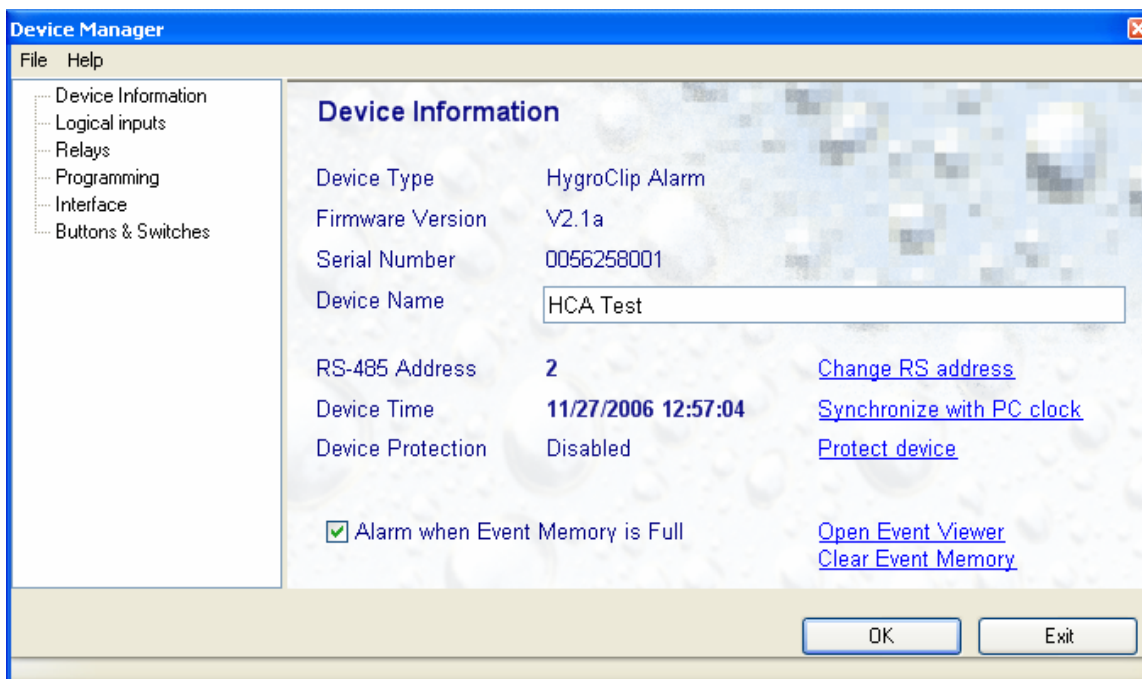 Device Manager
File Help
Device Information
Logical inputs
Relays
Programming
Interface
Buttons & Switches
Device Information
Device Type HygroClip Alarm
Firmware Version V2.1a
Serial Number 0056258001
Device Name HCA Test
RS-485 Address 2 Change RS address
Device Time 11/27/2006 12:57:04 Synchronize with PC clock
Device Protection Disabled Protect device
Alarm when Event Memory is Full Open Event Viewer
Clear Event Memory
OK Exit